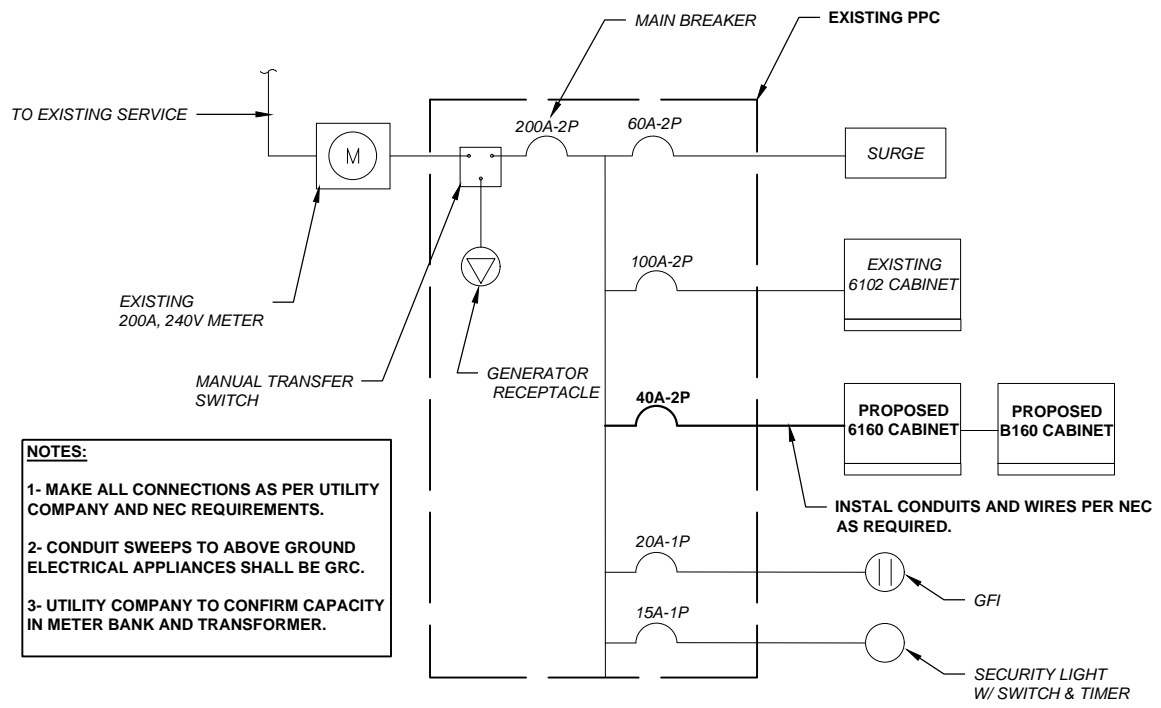 MAIN BREAKER
EXISTING PPC
TO EXISTING SERVICE
200A-2P
60A-2P
M
SURGE
100A-2P
EXISTING
6102 CABINET
EXISTING
200A, 240V METER
MANUAL TRANSFER
SWITCH
GENERATOR
RECEPTACLE
40A-2P
PROPOSED
6160 CABINET
PROPOSED
B160 CABINET
NOTES:
1- MAKE ALL CONNECTIONS AS PER UTILITY
COMPANY AND NEC REQUIREMENTS.
2- CONDUIT SWEEPS TO ABOVE GROUND
ELECTRICAL APPLIANCES SHALL BE GRC.
3- UTILITY COMPANY TO CONFIRM CAPACITY
IN METER BANK AND TRANSFORMER.
INSTAL CONDUITS AND WIRES PER NEC
AS REQUIRED.
20A-1P
GFI
15A-1P
SECURITY LIGHT
W/ SWITCH & TIMER